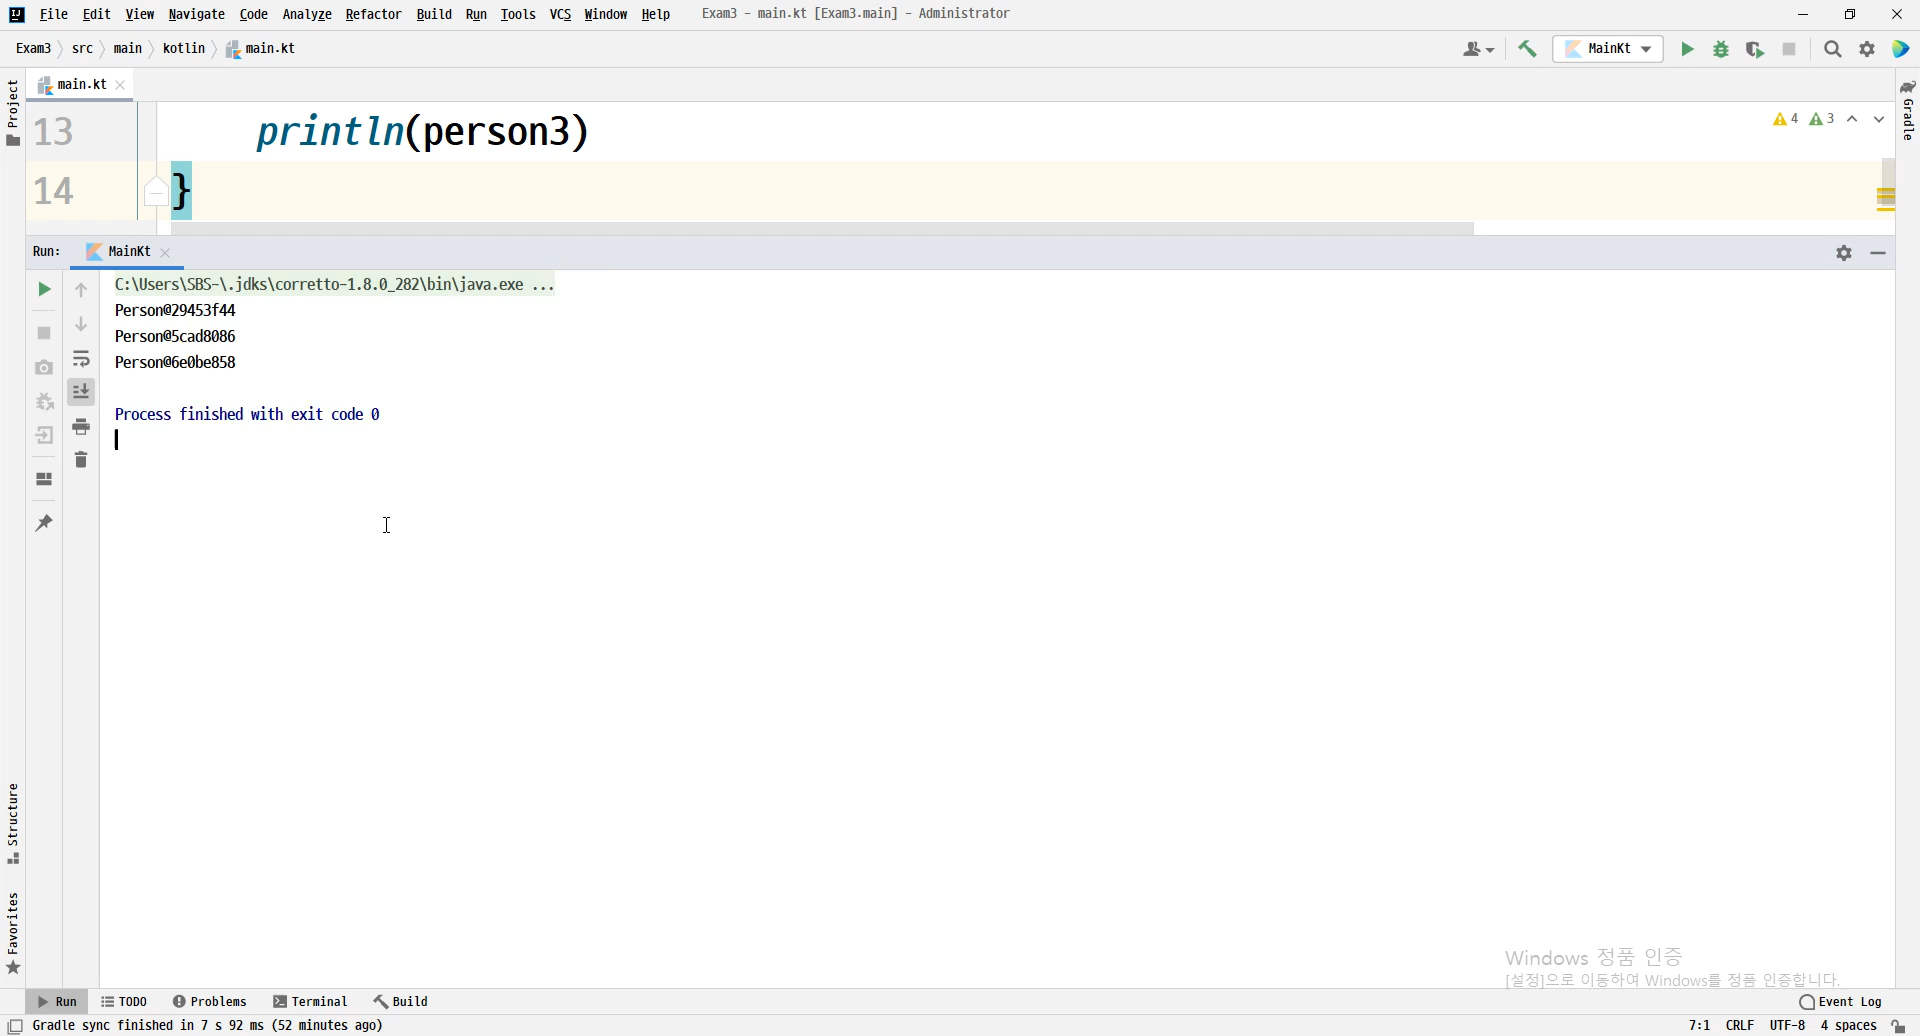 File Edit View Navigate Code Analyze Refactor Build Run Tools VCS Window Help Exam3 - main.kt [Exam3.main] - Administrator
Exam3 src main kotlin main.kt MainKt
Project
main.kt
Gradle
13 println(person3)
4 3
14 }
Run: MainKt
C:\Users\SBS-\.jdks\corretto-1.8.0_282\bin\java.exe ...
Person@29453f44
Person@5cad8086
Person@6e0be858
Process finished with exit code 0
Structure
Favorites
Windows 정품 인증
[설정]으로 이동하여 Windows를 정품 인증합니다.
Run TODO Problems Terminal Build Event Log
Gradle sync finished in 7 s 92 ms (52 minutes ago) 7:1 CRLF UTF-8 4 spaces